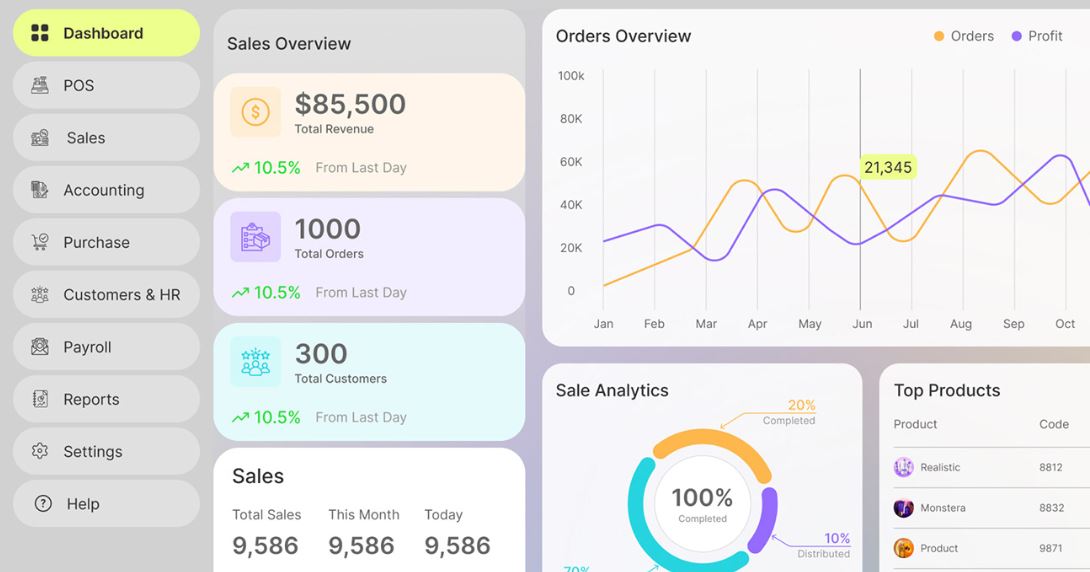 Dashboard
POS
Sales
Accounting
Purchase
Customers & HR
Payroll
Reports
Settings
Help
Sales Overview
$85,500
Total Revenue
10.5% From Last Day
1000
Total Orders
10.5% From Last Day
300
Total Customers
10.5% From Last Day
Sales
Total Sales This Month Today
9,586 9,586 9,586
Orders Overview
Orders Profit
100k
80K
60K
40K
20K
0
21,345
Jan Feb Mar Apr May Jun Jul Aug Sep Oct
Sale Analytics
20%
Completed
100%
Completed
10%
Distributed
70%
Top Products
Product Code
Realistic 8812
Monstera 8832
Product 9871